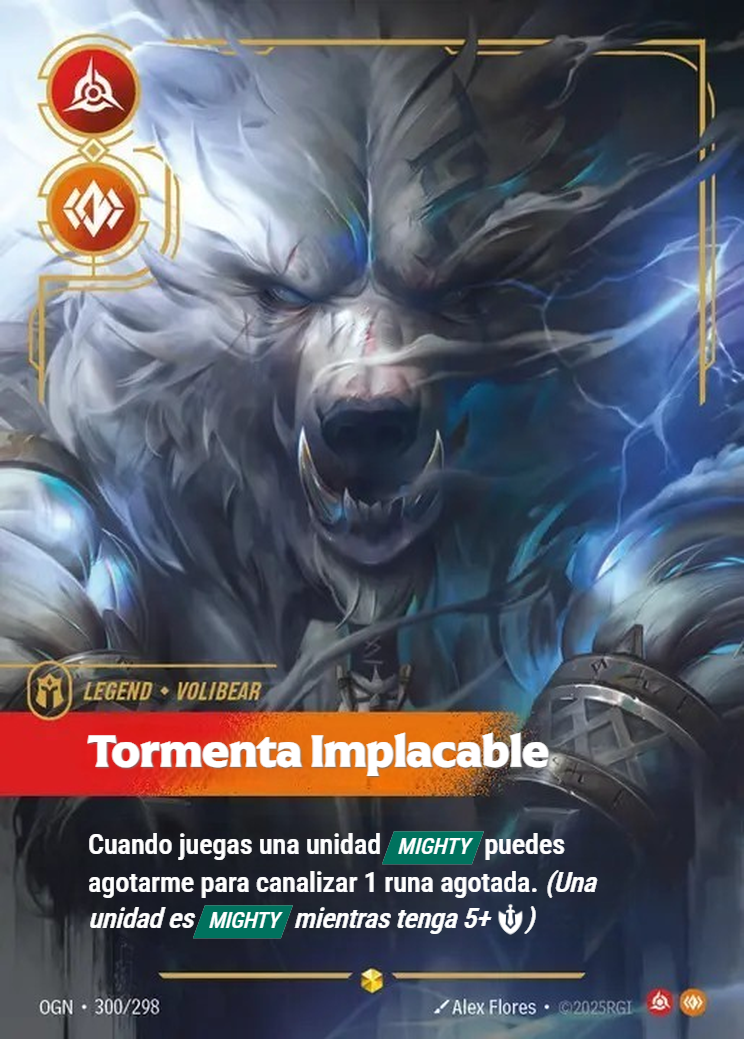 LEGEND • VOLIBEAR
Tormenta Implacable
Cuando juegas una unidad MIGHTY puedes
agotarme para canalizar 1 runa agotada. (Una
unidad es MIGHTY mientras tenga 5+ )
OGN • 300/298
Alex Flores • ©2025RGI